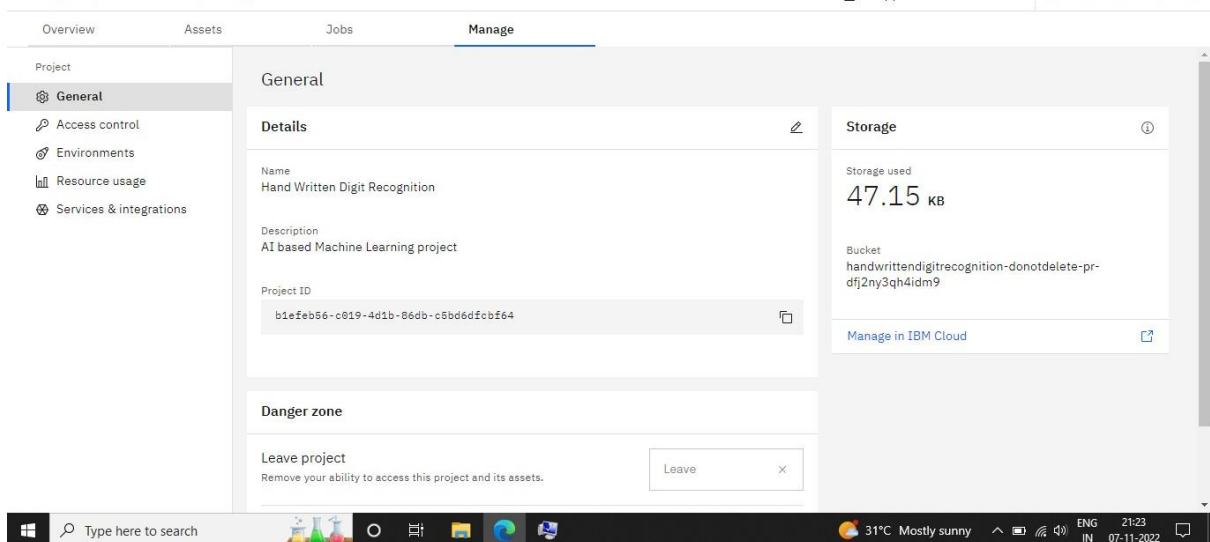 Overview Assets Jobs Manage
Project
General
Access control
Environments
Resource usage
Services & integrations
General
Details
Name
Hand Written Digit Recognition
Description
AI based Machine Learning project
Project ID
b1efeb56-c019-4d1b-86db-c5bd6dfcbf64
Storage
Storage used
47.15 KB
Bucket
handwrittendigitrecognition-donotdelete-pr-
dfj2ny3qh4idm9
Manage in IBM Cloud
Danger zone
Leave project
Remove your ability to access this project and its assets.
Leave
Type here to search
31°C Mostly sunny
ENG
IN
21:23
07-11-2022